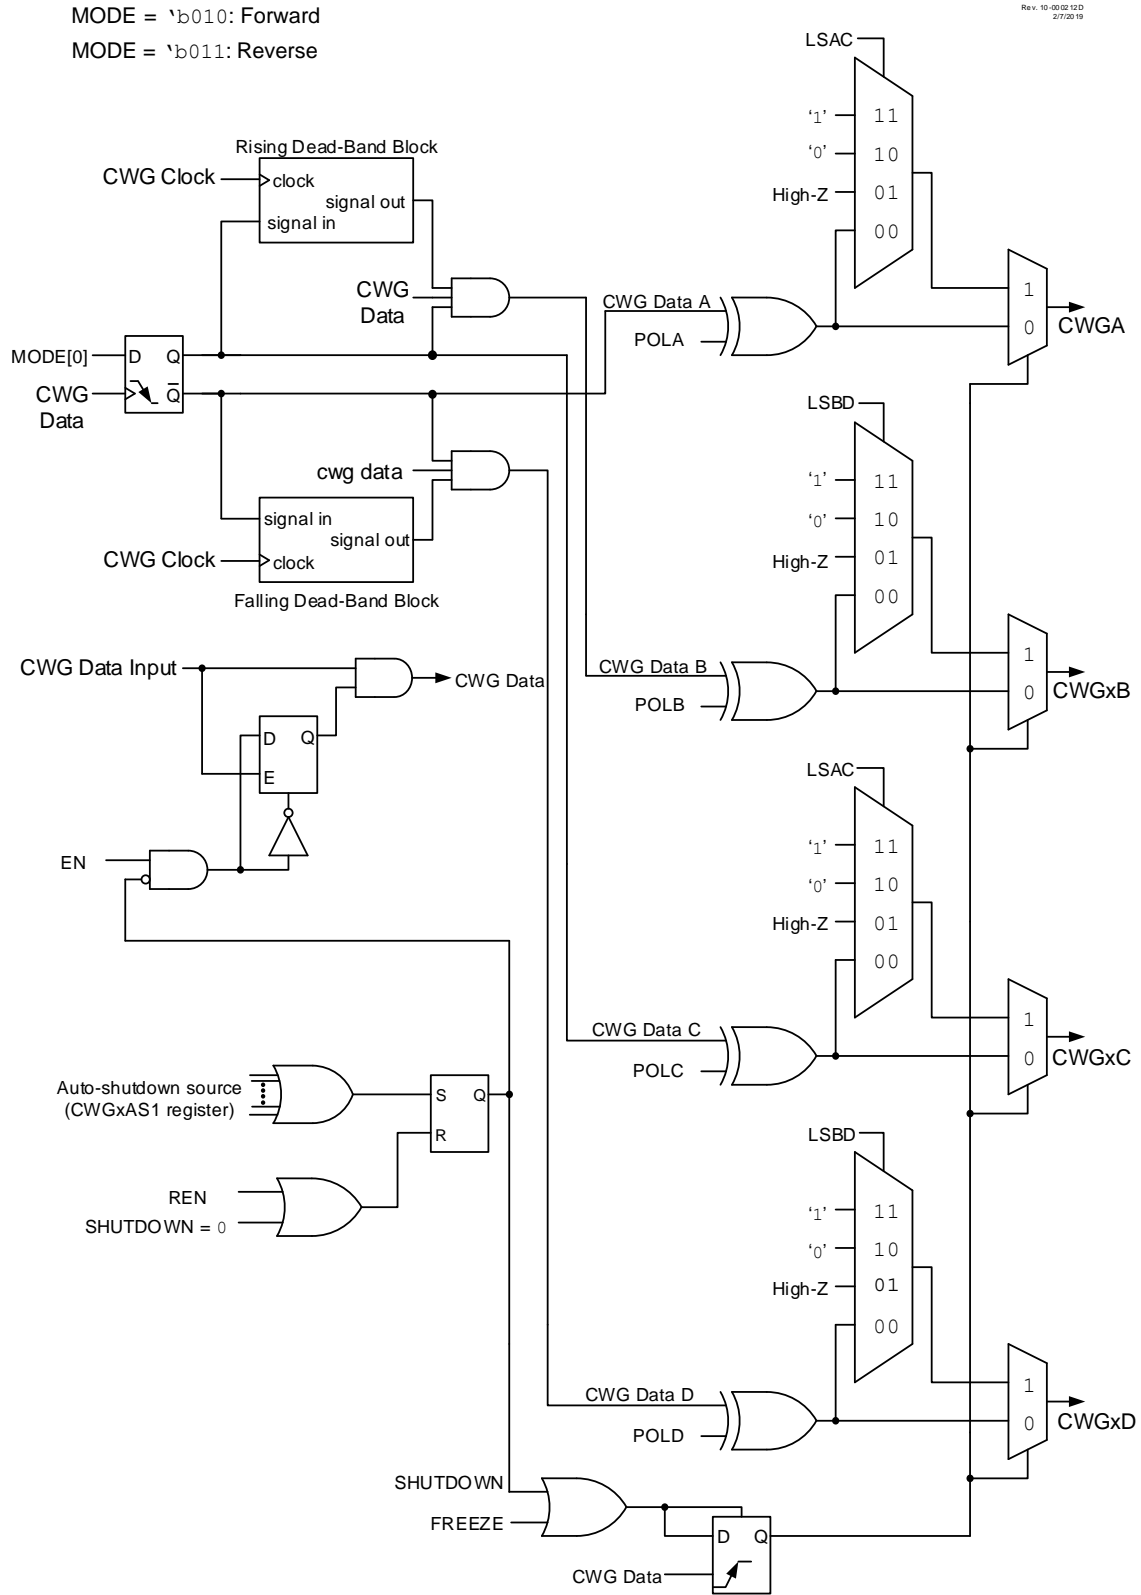 MODE = ‘b010: Forward
MODE = ‘b011: Reverse
Rev. 10-000212D
2/7/2019
LSAC
‘1’ 11
‘0’ 10
High-Z 01
00
Rising Dead-Band Block
CWG Clock
clock
signal out
signal in
CWG
Data
CWG Data A
POLA
1
0
CWGA
MODE[0]
D Q
CWG
Data
Q
LSBD
‘1’ 11
‘0’ 10
High-Z 01
00
cwg data
signal in
signal out
CWG Clock
clock
Falling Dead-Band Block
CWG Data Input
CWG Data
D Q
E
CWG Data B
POLB
1
0
CWGxB
EN
LSAC
‘1’ 11
‘0’ 10
High-Z 01
00
CWG Data C
POLC
1
0
CWGxC
Auto-shutdown source
(CWGxAS1 register)
S Q
R
REN
SHUTDOWN = 0
LSBD
‘1’ 11
‘0’ 10
High-Z 01
00
CWG Data D
POLD
1
0
CWGxD
SHUTDOWN
FREEZE
D Q
CWG Data